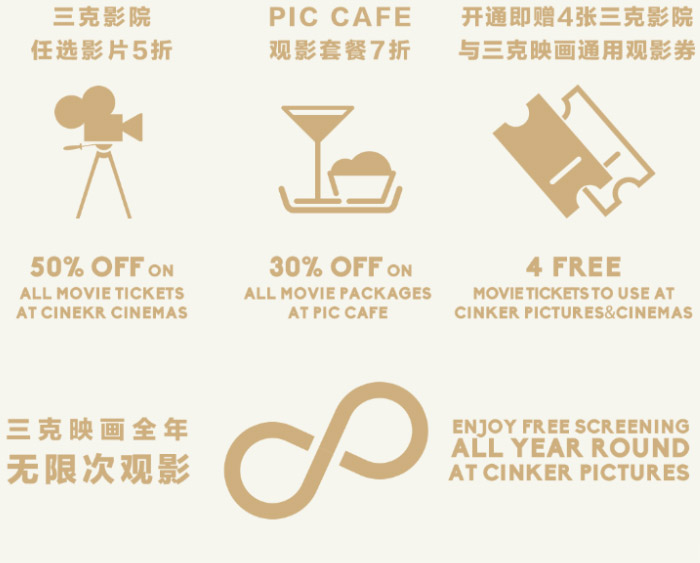 三克影院
任选影片5折
50% OFF ON
ALL MOVIE TICKETS
AT CINEKR CINEMAS
PIC CAFE
观影套餐7折
30% OFF ON
ALL MOVIE PACKAGES
AT PIC CAFE
开通即赠4张三克影院
与三克映画通用观影券
4 FREE
MOVIE TICKETS TO USE AT
CINKER PICTURES&CINEMAS
三克映画全年
无限次观影
ENJOY FREE SCREENING
ALL YEAR ROUND
AT CINKER PICTURES